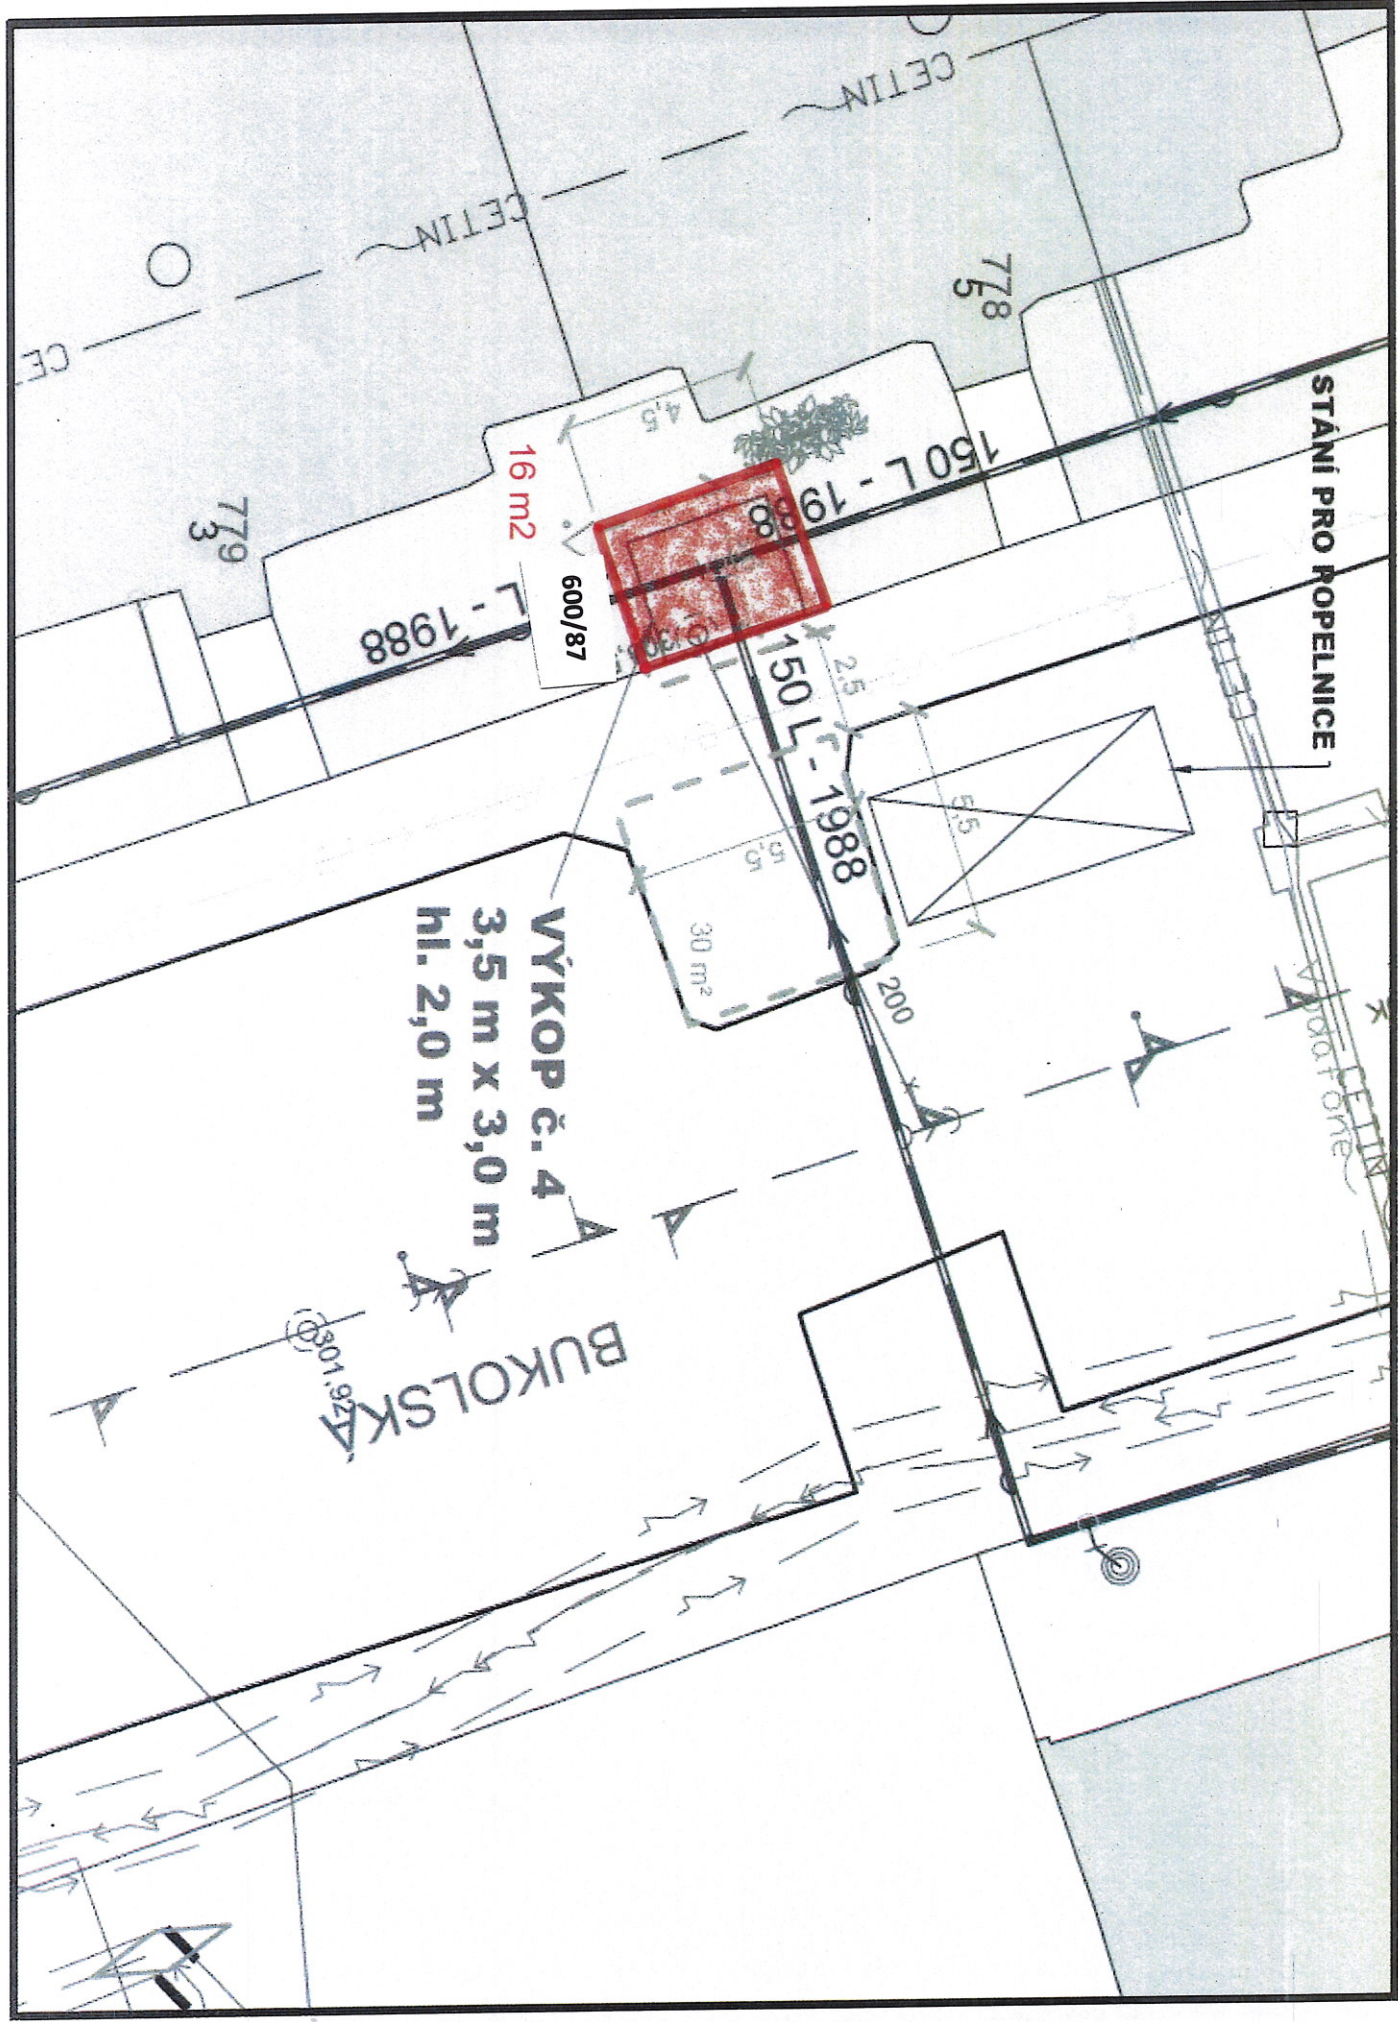 STÁNÍ PRO POPELNICE
CETIN
CETIN
778
5
150 L - 1988
4,5
16 m2
600/87
779
3
L - 1988
150 L - 1988
2,5
5,5
5,5
30 m²
200
VÝKOP č. 4
3,5 m x 3,0 m
hl. 2,0 m
CETIN
Vodafone
BUKOLSKÁ
301.92